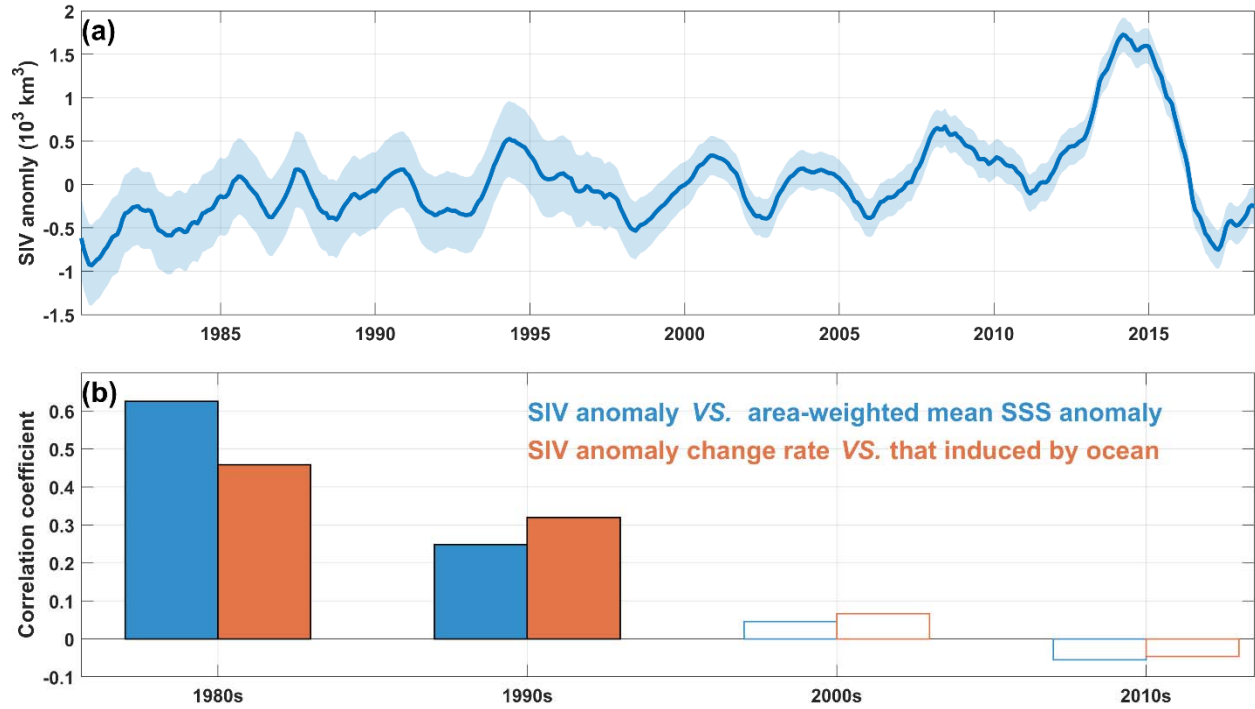 (a)
SIV anomly (10³ km³)
2
1.5
1
0.5
0
-0.5
-1
-1.5
1985 1990 1995 2000 2005 2010 2015
(b)
Correlation coefficient
SIV anomaly VS. area-weighted mean SSS anomaly
SIV anomaly change rate VS. that induced by ocean
0.6
0.5
0.4
0.3
0.2
0.1
0
-0.1
1980s 1990s 2000s 2010s